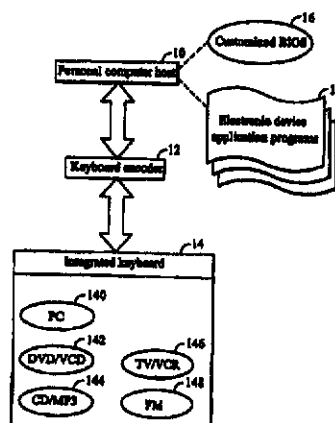 10
16
Personal computer host
Customized BIOS
1
Electronic device
application programs
12
Keyboard encoder
14
Integrated keyboard
140
PC
142
146
DVD/VCD
TV/VCR
144
148
CD/MP3
FM